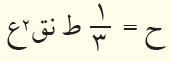 ح = ١/٣ ط نق٢ ع